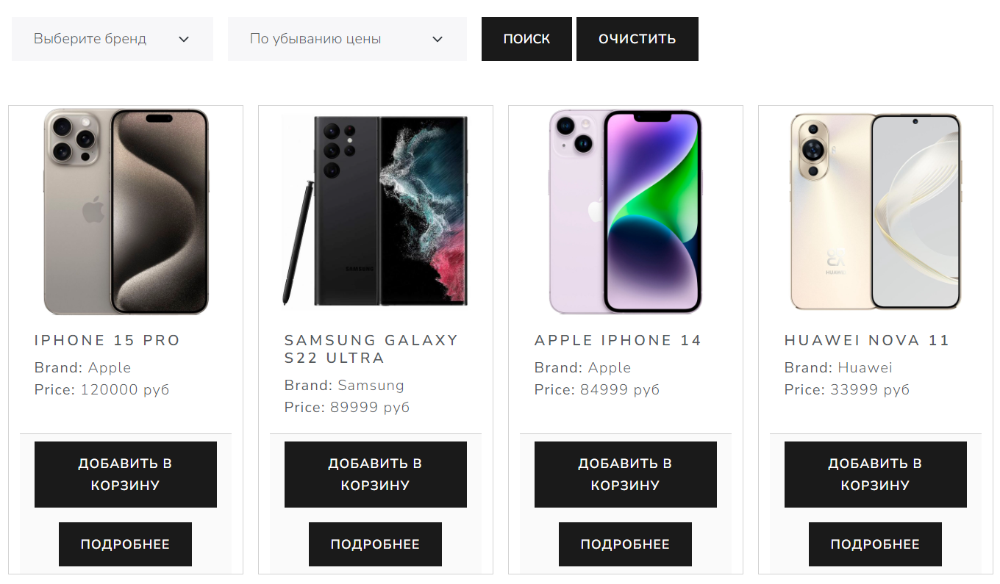 Выберите бренд
По убыванию цены
ПОИСК
ОЧИСТИТЬ
SAMSUNG
HUAWEI
IPHONE 15 PRO
Brand: Apple
Price: 120000 руб
SAMSUNG GALAXY
S22 ULTRA
Brand: Samsung
Price: 89999 руб
APPLE IPHONE 14
Brand: Apple
Price: 84999 руб
HUAWEI NOVA 11
Brand: Huawei
Price: 33999 руб
ДОБАВИТЬ В
КОРЗИНУ
ПОДРОБНЕЕ
ДОБАВИТЬ В
КОРЗИНУ
ПОДРОБНЕЕ
ДОБАВИТЬ В
КОРЗИНУ
ПОДРОБНЕЕ
ДОБАВИТЬ В
КОРЗИНУ
ПОДРОБНЕЕ